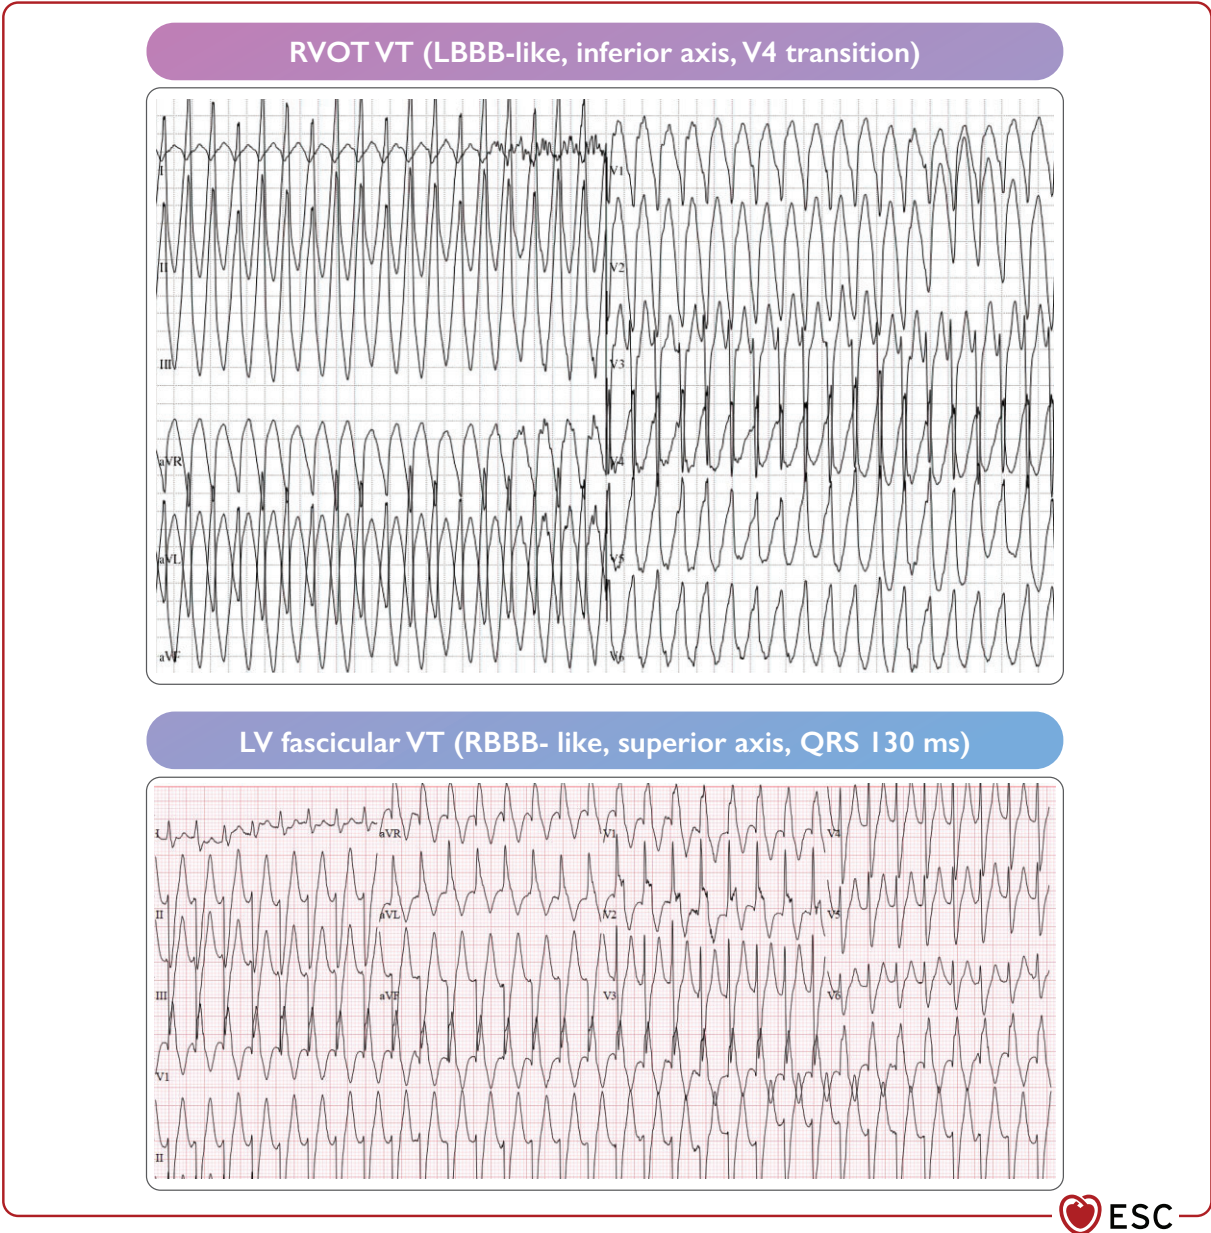 RVOT VT (LBBB-like, inferior axis, V4 transition)
I
V1
II
V2
III
V3
aVR
V4
aVL
V5
aVF
V6
LV fascicular VT (RBBB- like, superior axis, QRS 130 ms)
I
aVR
V1
V4
II
aVL
V2
V5
III
aVF
V3
V6
V1
II
ESC